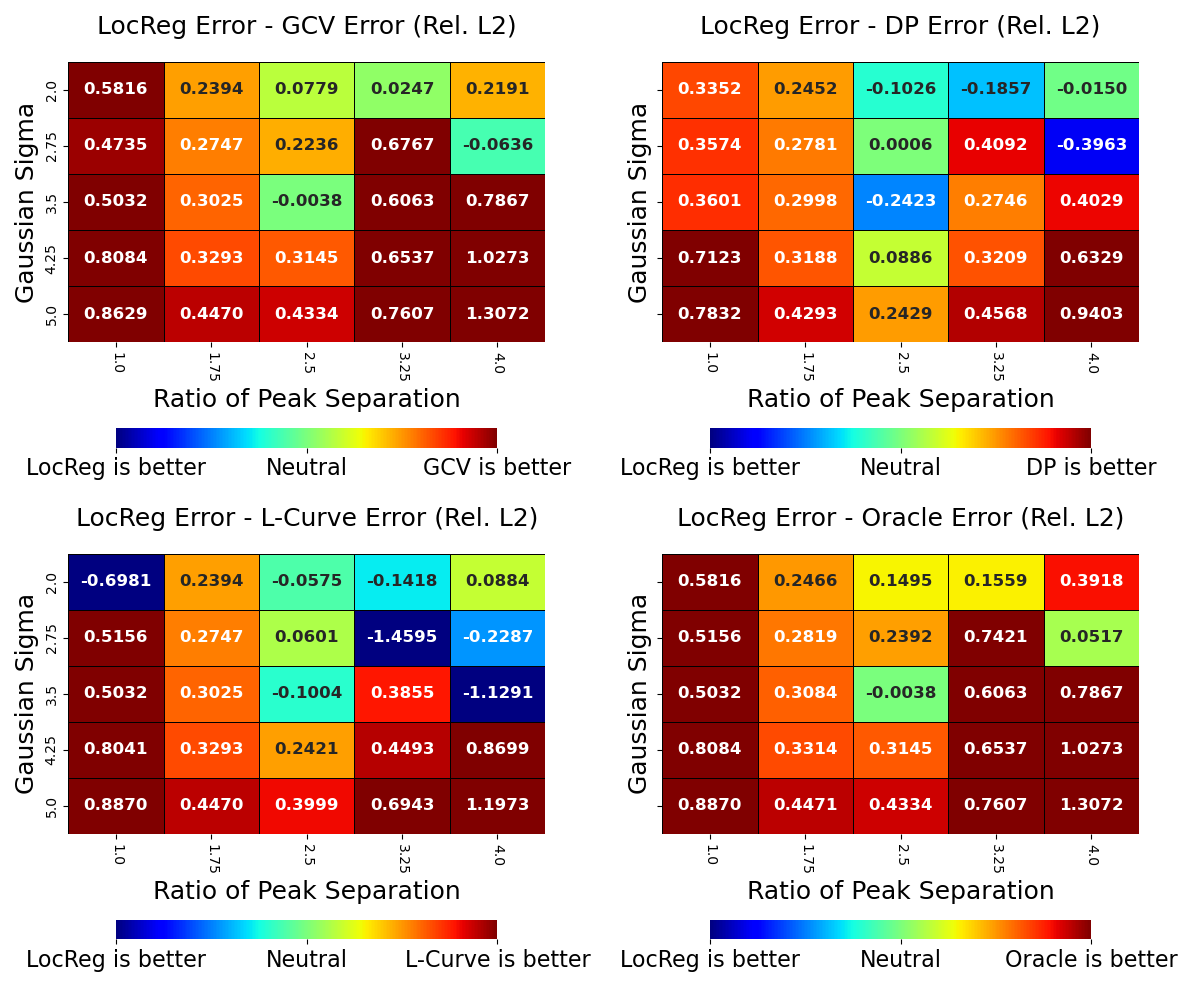 LocReg Error - GCV Error (Rel. L2)
Gaussian Sigma
2.0 0.5816 0.2394 0.0779 0.0247 0.2191
2.75 0.4735 0.2747 0.2236 0.6767 -0.0636
3.5 0.5032 0.3025 -0.0038 0.6063 0.7867
4.25 0.8084 0.3293 0.3145 0.6537 1.0273
5.0 0.8629 0.4470 0.4334 0.7607 1.3072
1.0 1.75 2.5 3.25 4.0
Ratio of Peak Separation
LocReg is better Neutral GCV is better
LocReg Error - DP Error (Rel. L2)
Gaussian Sigma
0.3352 0.2452 -0.1026 -0.1857 -0.0150
0.3574 0.2781 0.0006 0.4092 -0.3963
0.3601 0.2998 -0.2423 0.2746 0.4029
0.7123 0.3188 0.0886 0.3209 0.6329
0.7832 0.4293 0.2429 0.4568 0.9403
1.0 1.75 2.5 3.25 4.0
Ratio of Peak Separation
LocReg is better Neutral DP is better
LocReg Error - L-Curve Error (Rel. L2)
Gaussian Sigma
2.0 -0.6981 0.2394 -0.0575 -0.1418 0.0884
2.75 0.5156 0.2747 0.0601 -1.4595 -0.2287
3.5 0.5032 0.3025 -0.1004 0.3855 -1.1291
4.25 0.8041 0.3293 0.2421 0.4493 0.8699
5.0 0.8870 0.4470 0.3999 0.6943 1.1973
1.0 1.75 2.5 3.25 4.0
Ratio of Peak Separation
LocReg is better Neutral L-Curve is better
LocReg Error - Oracle Error (Rel. L2)
Gaussian Sigma
0.5816 0.2466 0.1495 0.1559 0.3918
0.5156 0.2819 0.2392 0.7421 0.0517
0.5032 0.3084 -0.0038 0.6063 0.7867
0.8084 0.3314 0.3145 0.6537 1.0273
0.8870 0.4471 0.4334 0.7607 1.3072
1.0 1.75 2.5 3.25 4.0
Ratio of Peak Separation
LocReg is better Neutral Oracle is better